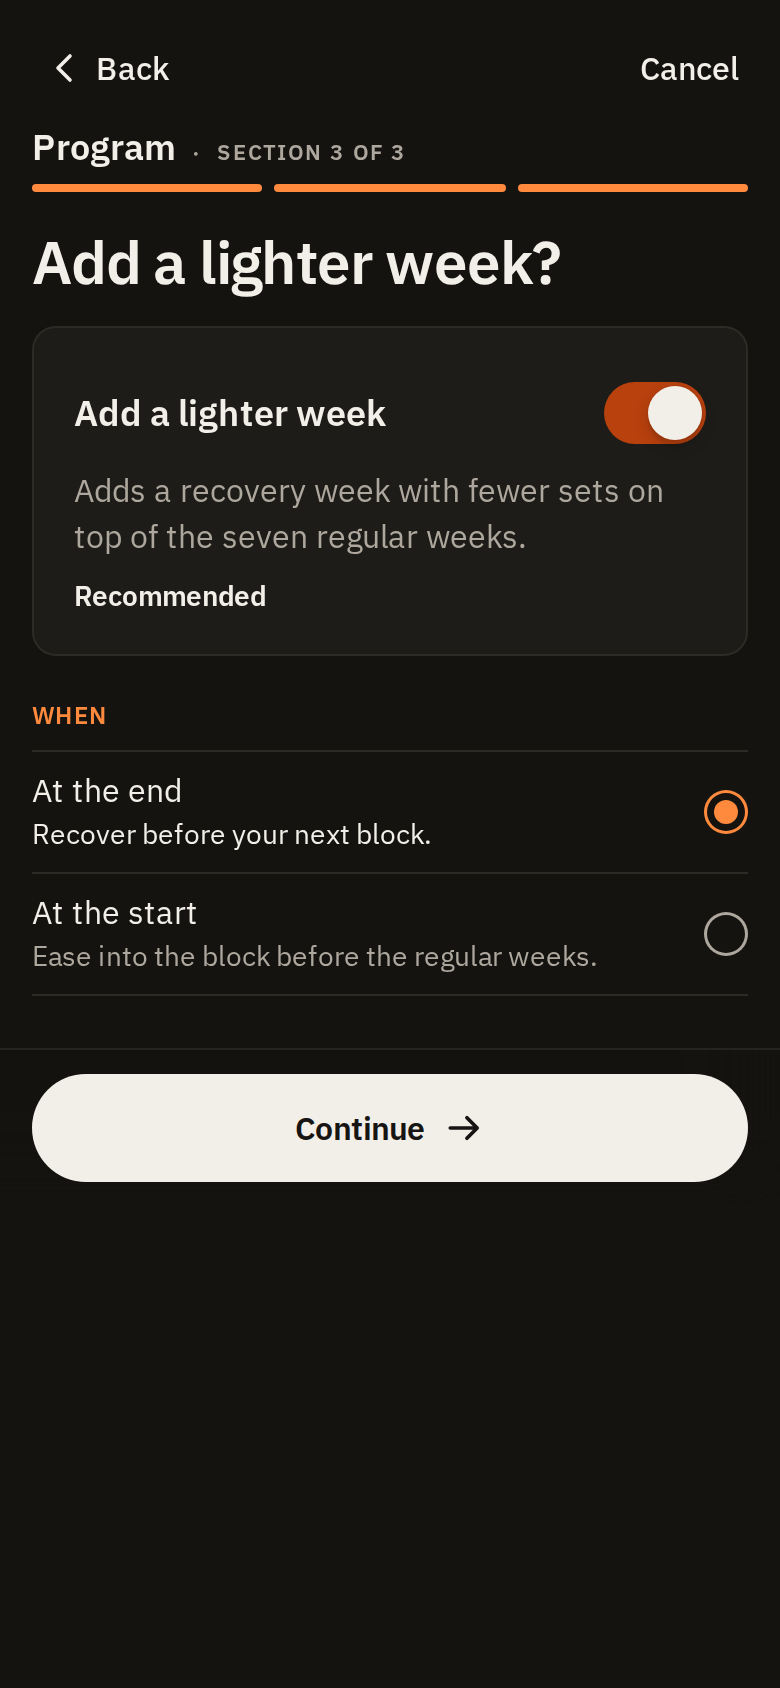 Back
Cancel
Program · SECTION 3 OF 3
Add a lighter week?
Add a lighter week
Adds a recovery week with fewer sets on
top of the seven regular weeks.
Recommended
WHEN
At the end
Recover before your next block.
At the start
Ease into the block before the regular weeks.
Continue